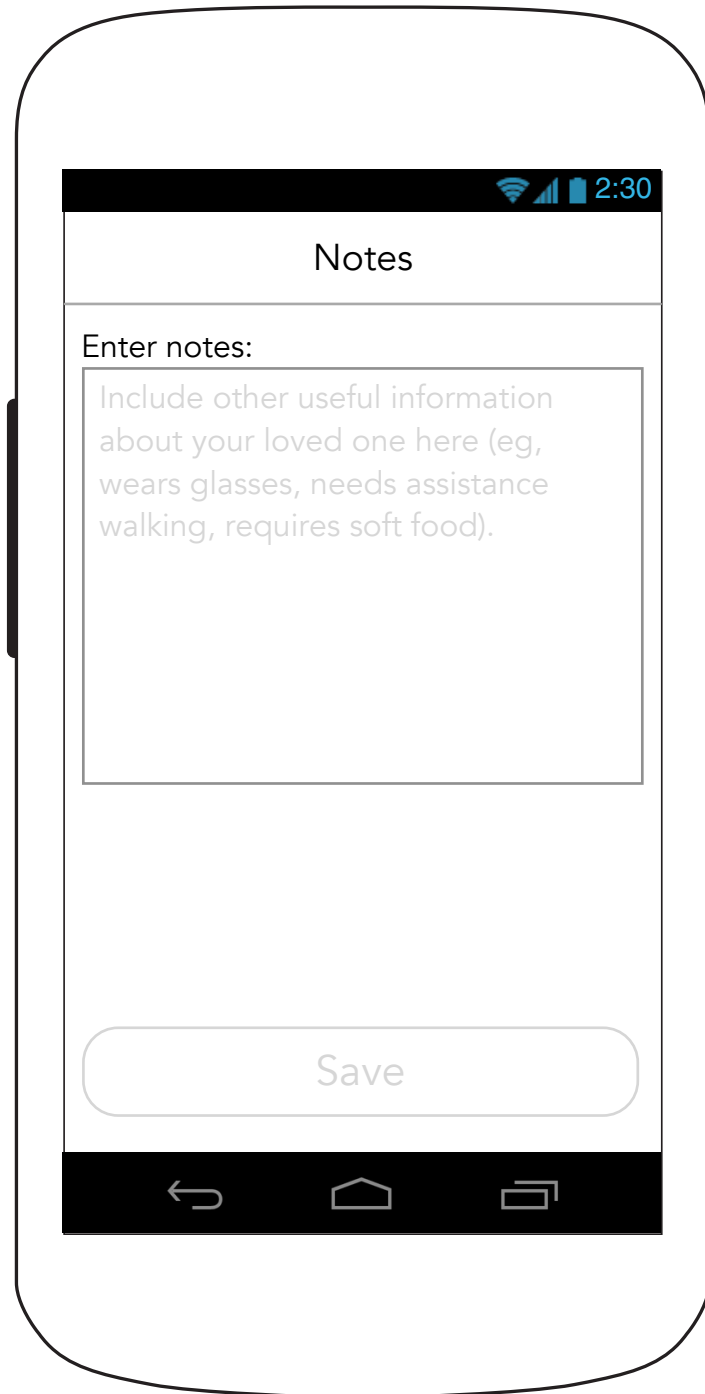 2:30
Notes
Enter notes:
Include other useful information
about your loved one here (eg,
wears glasses, needs assistance
walking, requires soft food).
Save